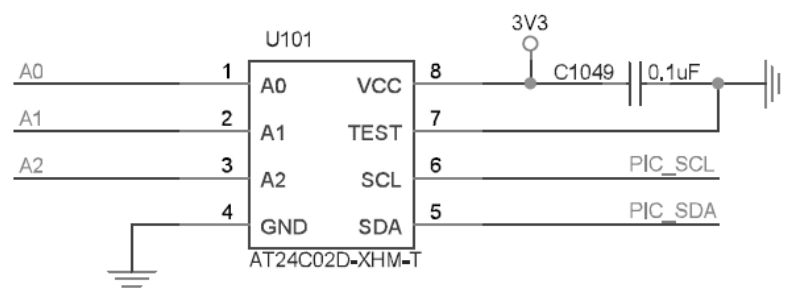 3V3
U101
A0 1 A0 VCC 8 C1049 0.1uF
A1 2 A1 TEST 7
A2 3 A2 SCL 6 PIC_SCL
4 GND SDA 5 PIC_SDA
AT24C02D-XHM-T